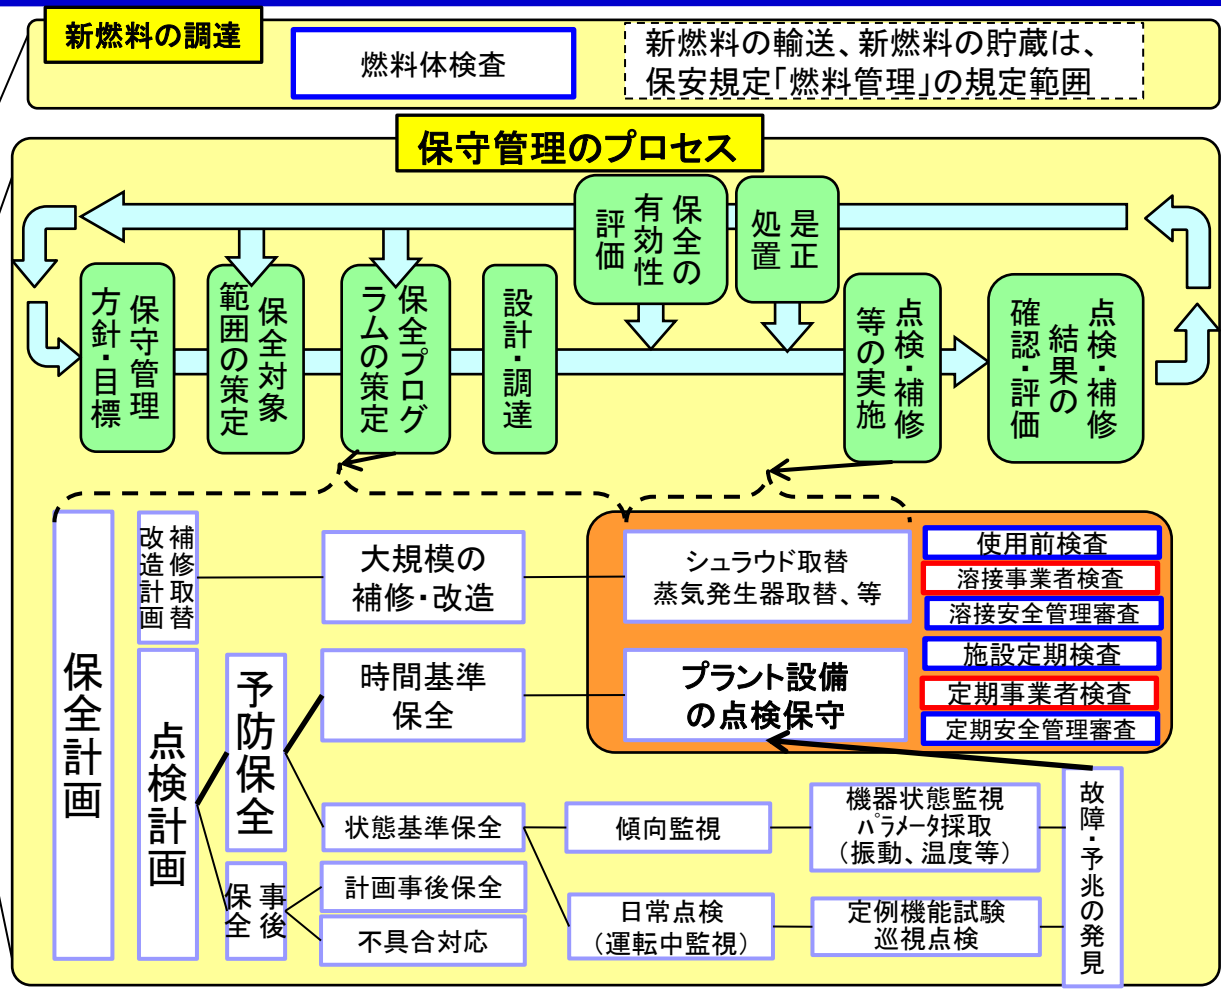 新燃料の調達
燃料体検査
新燃料の輸送、新燃料の貯蔵は、
保安規定「燃料管理」の規定範囲
保守管理のプロセス
保全の
有効性
評価
是正
処置
保守管理
方針・目標
保全対象
範囲の策定
保全プログ
ラムの策定
設計・調達
点検・補修
等の実施
点検・補修
結果の
確認・評価
保全計画
補修取替
改造計画
大規模の
補修・改造
シュラウド取替
蒸気発生器取替、等
使用前検査
溶接事業者検査
溶接安全管理審査
点検計画
予防保全
時間基準
保全
プラント設備
の点検保守
施設定期検査
定期事業者検査
定期安全管理審査
状態基準保全
傾向監視
機器状態監視
パラメータ採取
（振動、温度等）
故障・予兆の発見
事後
保全
計画事後保全
不具合対応
日常点検
（運転中監視）
定例機能試験
巡視点検